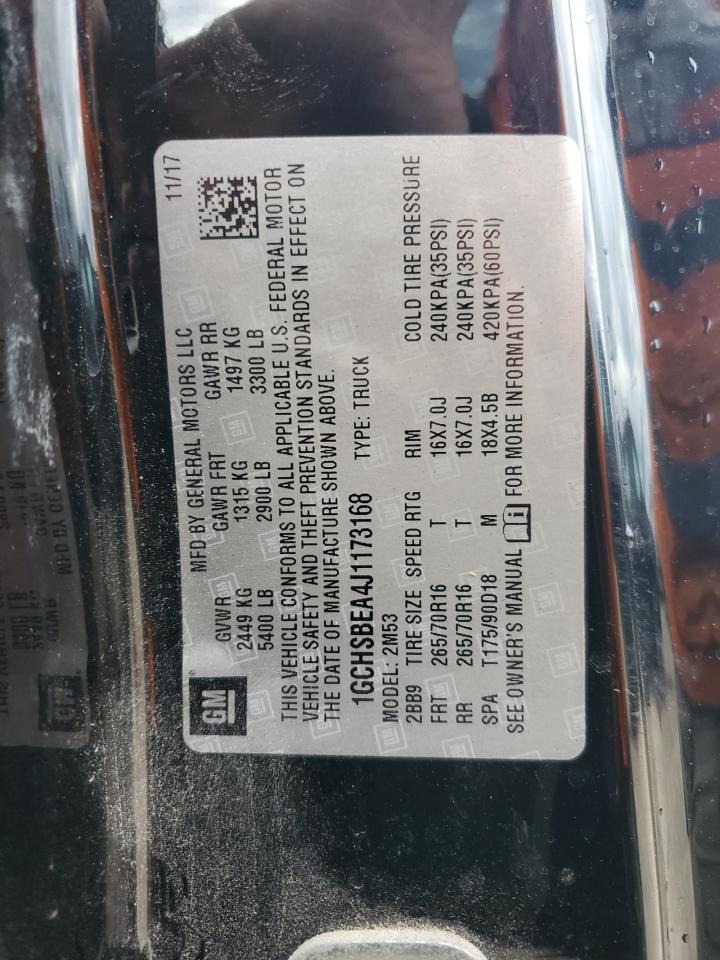 GM
MFD BY GENERAL MOTORS LLC 11/17
GVWR GAWR FRT GAWR RR
2449 KG 1315 KG 1497 KG
5400 LB 2900 LB 3300 LB
THIS VEHICLE CONFORMS TO ALL APPLICABLE U.S. FEDERAL MOTOR
VEHICLE SAFETY AND THEFT PREVENTION STANDARDS IN EFFECT ON
THE DATE OF MANUFACTURE SHOWN ABOVE.
1GCHSBEA4J1173168 TYPE: TRUCK
MODEL: 2M53
2BB9 TIRE SIZE SPEED RTG RIM COLD TIRE PRESSURE
FRT 265/70R16 T 16X7.0J 240KPA(35PSI)
RR 265/70R16 T 16X7.0J 240KPA(35PSI)
SPA T175/90D18 M 18X4.5B 420KPA(60PSI)
SEE OWNER'S MANUAL FOR MORE INFORMATION.